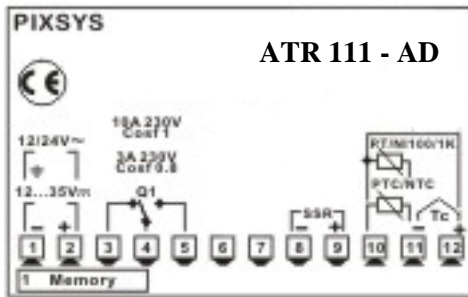 PIXSYS
ATR 111 - AD
CE
10A 230V
Cosf 1
12/24V~
3A 230V
Cosf 0.8
12...35V
Q1
RT/NI100/1K
PTC/NTC
SSR
Tc
- +
- +
- +
1 2 3 4 5 6 7 8 9 10 11 12
1 Memory